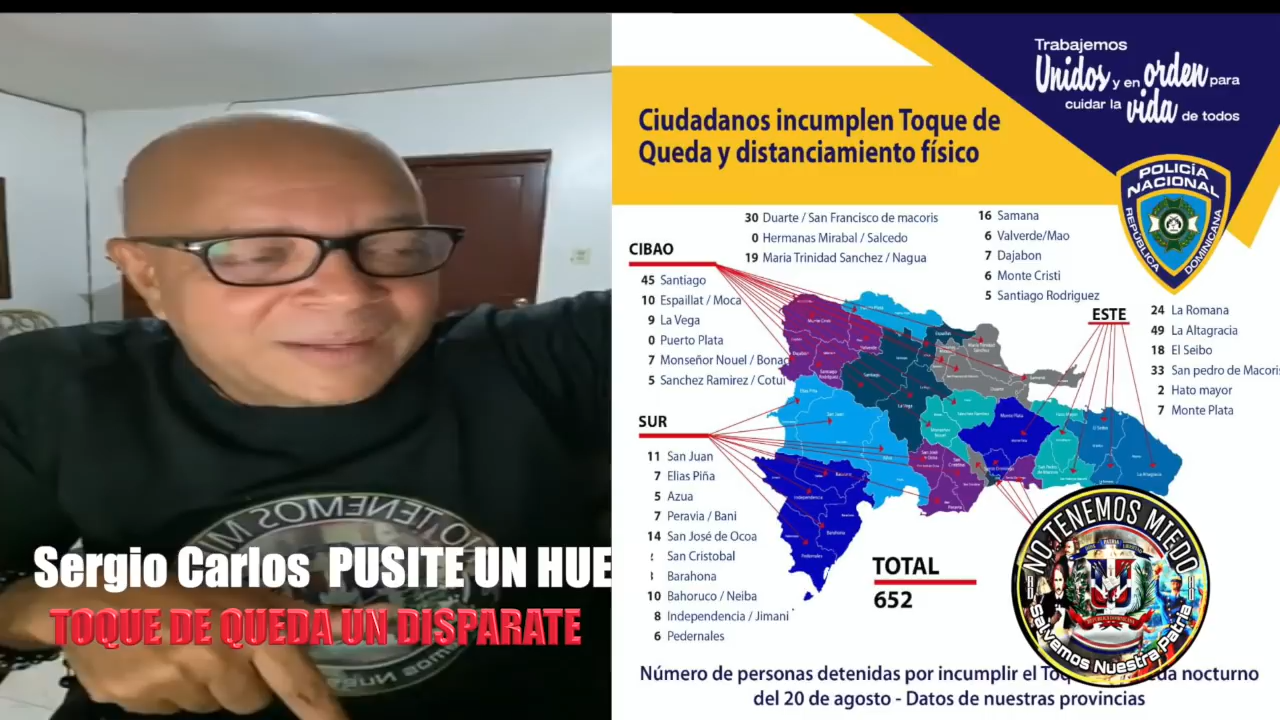 NO TENEMOS MI
Sergio Carlos PUSITE UN HUE
TOQUE DE QUEDA UN DISPARATE
Trabajemos
Unidos y en orden para
cuidar la vida de todos
Ciudadanos incumplen Toque de
Queda y distanciamiento físico
POLICÍA
NACIONAL
REPÚBLICA
DOMINICANA
30 Duarte / San Francisco de macoris
0 Hermanas Mirabal / Salcedo
19 Maria Trinidad Sanchez / Nagua
16 Samana
6 Valverde/Mao
7 Dajabon
6 Monte Cristi
5 Santiago Rodriguez
CIBAO
45 Santiago
10 Espaillat / Moca
9 La Vega
0 Puerto Plata
7 Monseñor Nouel / Bonao
5 Sanchez Ramirez / Cotui
ESTE
24 La Romana
49 La Altagracia
18 El Seibo
33 San pedro de Macoris
2 Hato mayor
7 Monte Plata
SUR
11 San Juan
7 Elias Piña
5 Azua
7 Peravia / Bani
14 San José de Ocoa
San Cristobal
Barahona
10 Bahoruco / Neiba
8 Independencia / Jimani
6 Pedernales
TOTAL
652
NO TENEMOS MIEDO
Salvemos Nuestra Patria
Número de personas detenidas por incumplir el Toque nocturno
del 20 de agosto - Datos de nuestras provincias